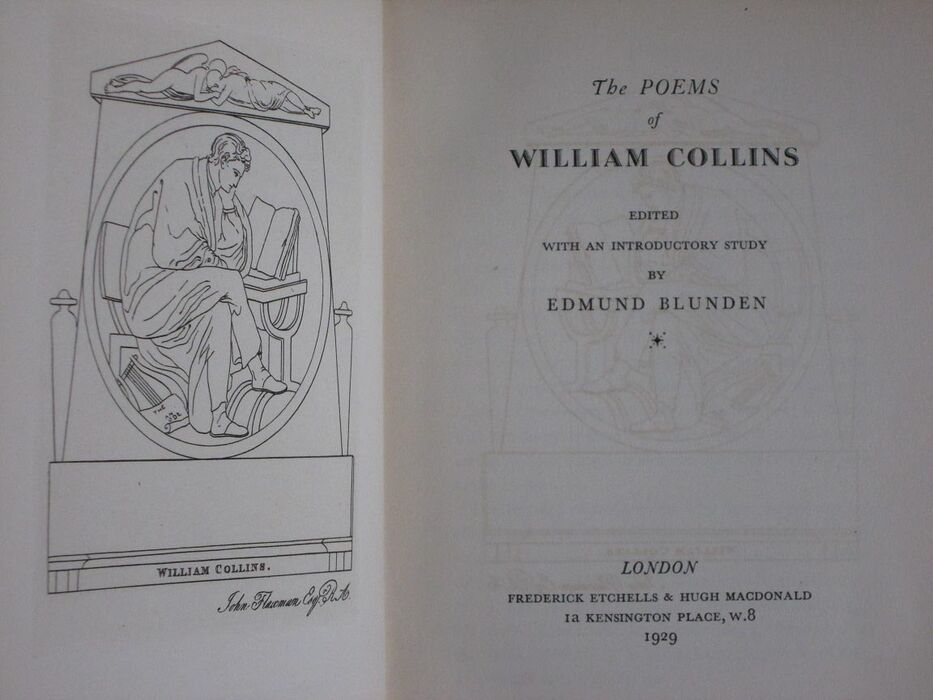 WILLIAM COLLINS.
John Flaxman Esqr. R.A.
The POEMS
of
WILLIAM COLLINS
EDITED
WITH AN INTRODUCTORY STUDY
BY
EDMUND BLUNDEN
LONDON
FREDERICK ETCHELLS & HUGH MACDONALD
1a KENSINGTON PLACE, W.8
1929